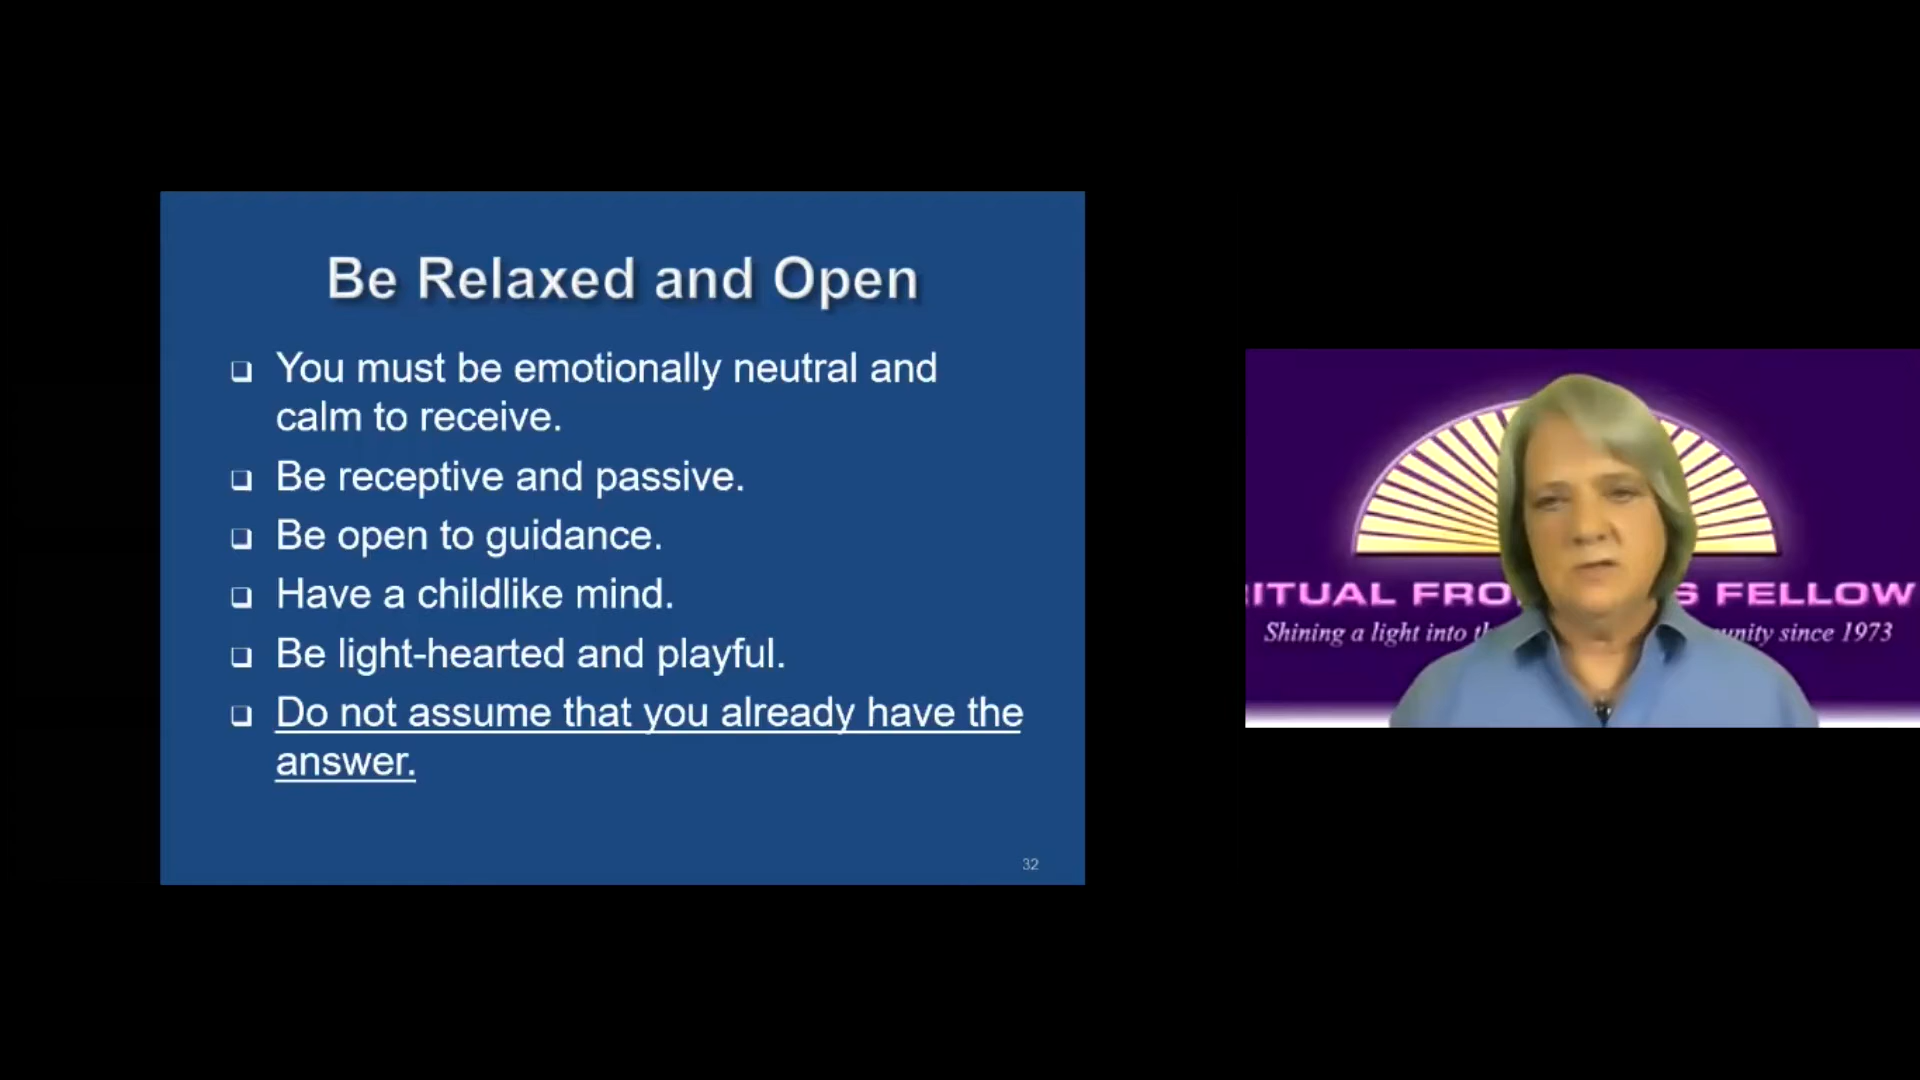 Be Relaxed and Open
❑ You must be emotionally neutral and
calm to receive.
❑ Be receptive and passive.
❑ Be open to guidance.
❑ Have a childlike mind.
❑ Be light-hearted and playful.
❑ Do not assume that you already have the
answer.
32
FELLOW
Shining a light into
since 1973